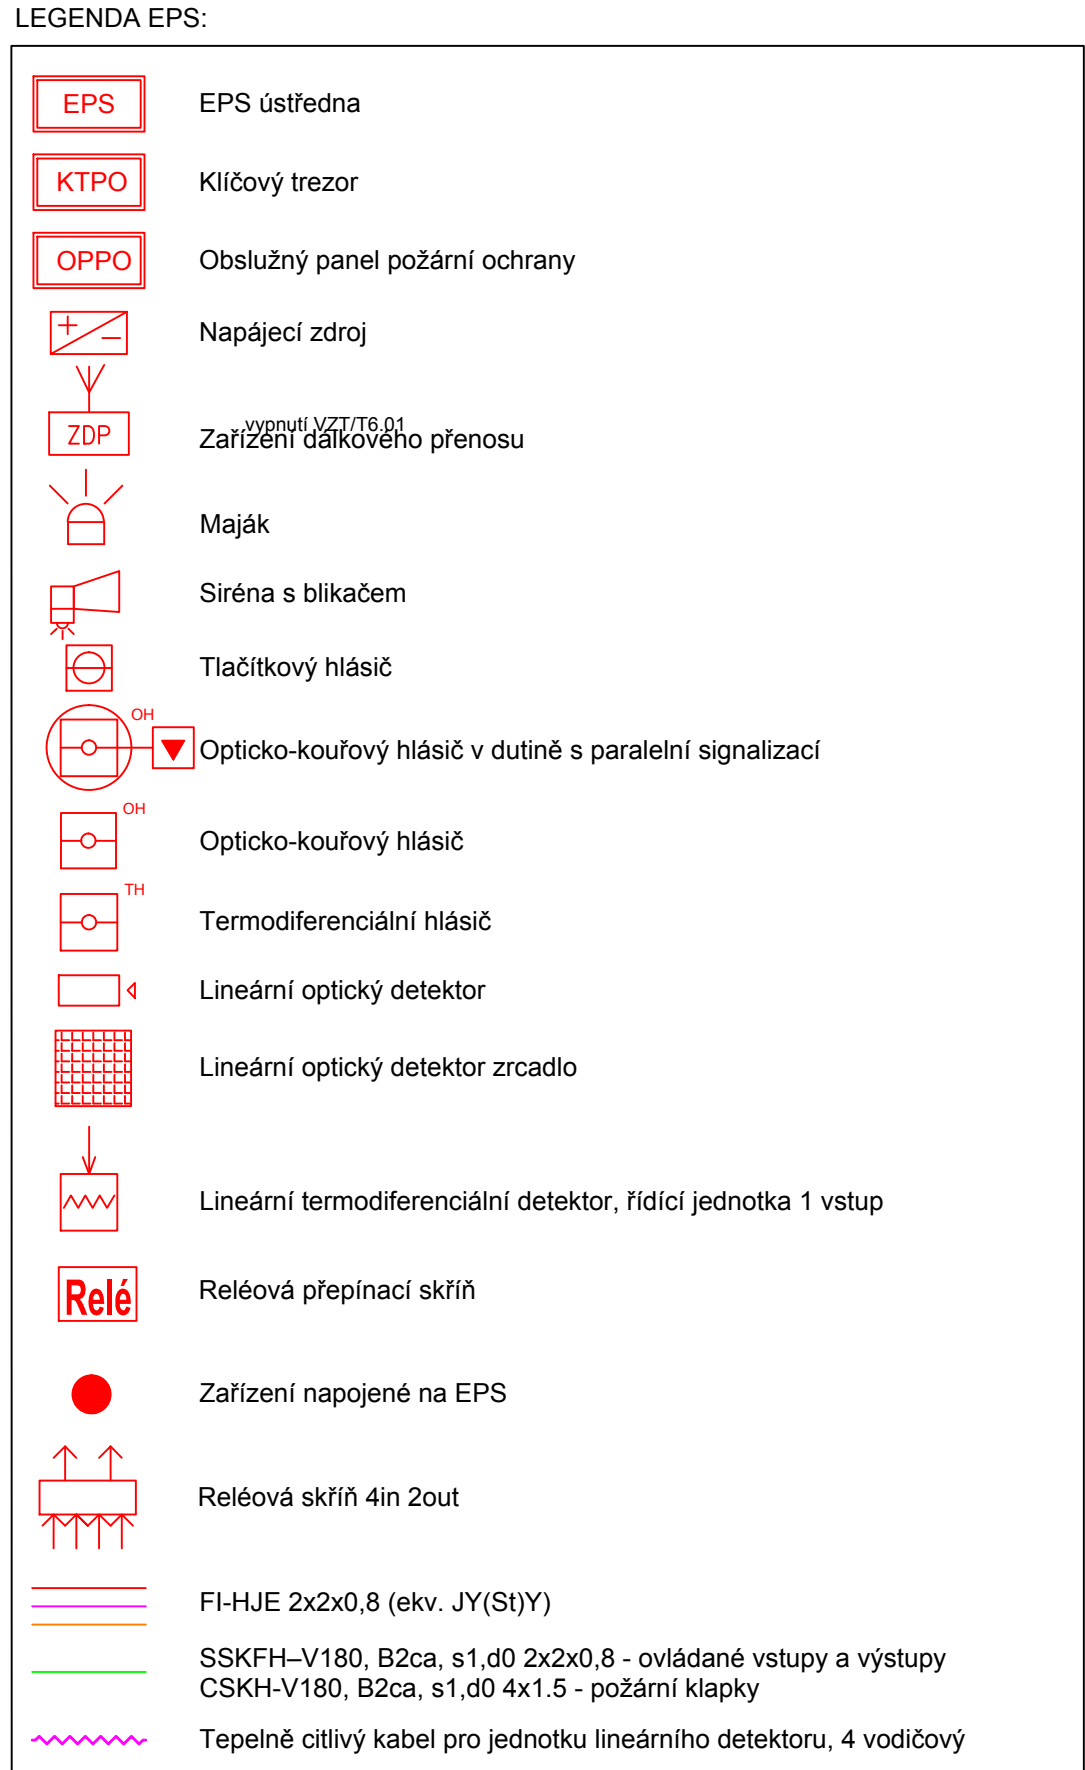 LEGENDA EPS:
EPS EPS ústředna
KTPO Klíčový trezor
OPPO Obslužný panel požární ochrany
+ − Napájecí zdroj
vypnutí VZT/T6.01
ZDP Zařízení dálkového přenosu
Maják
Siréna s blikačem
Tlačítkový hlásič
OH
Opticko-kouřový hlásič v dutině s paralelní signalizací
OH
Opticko-kouřový hlásič
TH
Termodiferenciální hlásič
Lineární optický detektor
Lineární optický detektor zrcadlo
Lineární termodiferenciální detektor, řídící jednotka 1 vstup
Relé Reléová přepínací skříň
Zařízení napojené na EPS
Reléová skříň 4in 2out
FI-HJE 2x2x0,8 (ekv. JY(St)Y)
SSKFH–V180, B2ca, s1,d0 2x2x0,8 - ovládané vstupy a výstupy
CSKH-V180, B2ca, s1,d0 4x1.5 - požární klapky
Tepelně citlivý kabel pro jednotku lineárního detektoru, 4 vodičový